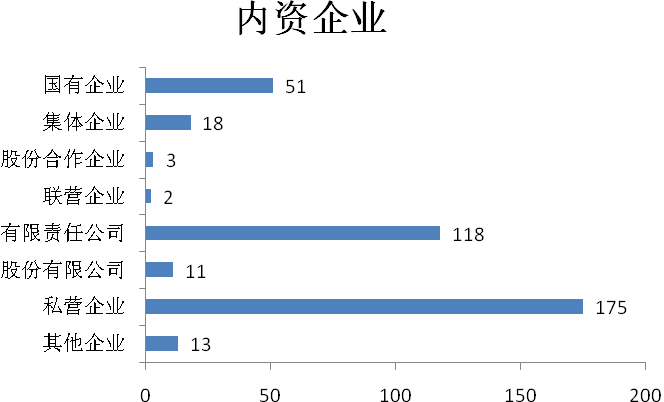 内资企业
国有企业 51
集体企业 18
股份合作企业 3
联营企业 2
有限责任公司 118
股份有限公司 11
私营企业 175
其他企业 13
0 50 100 150 200